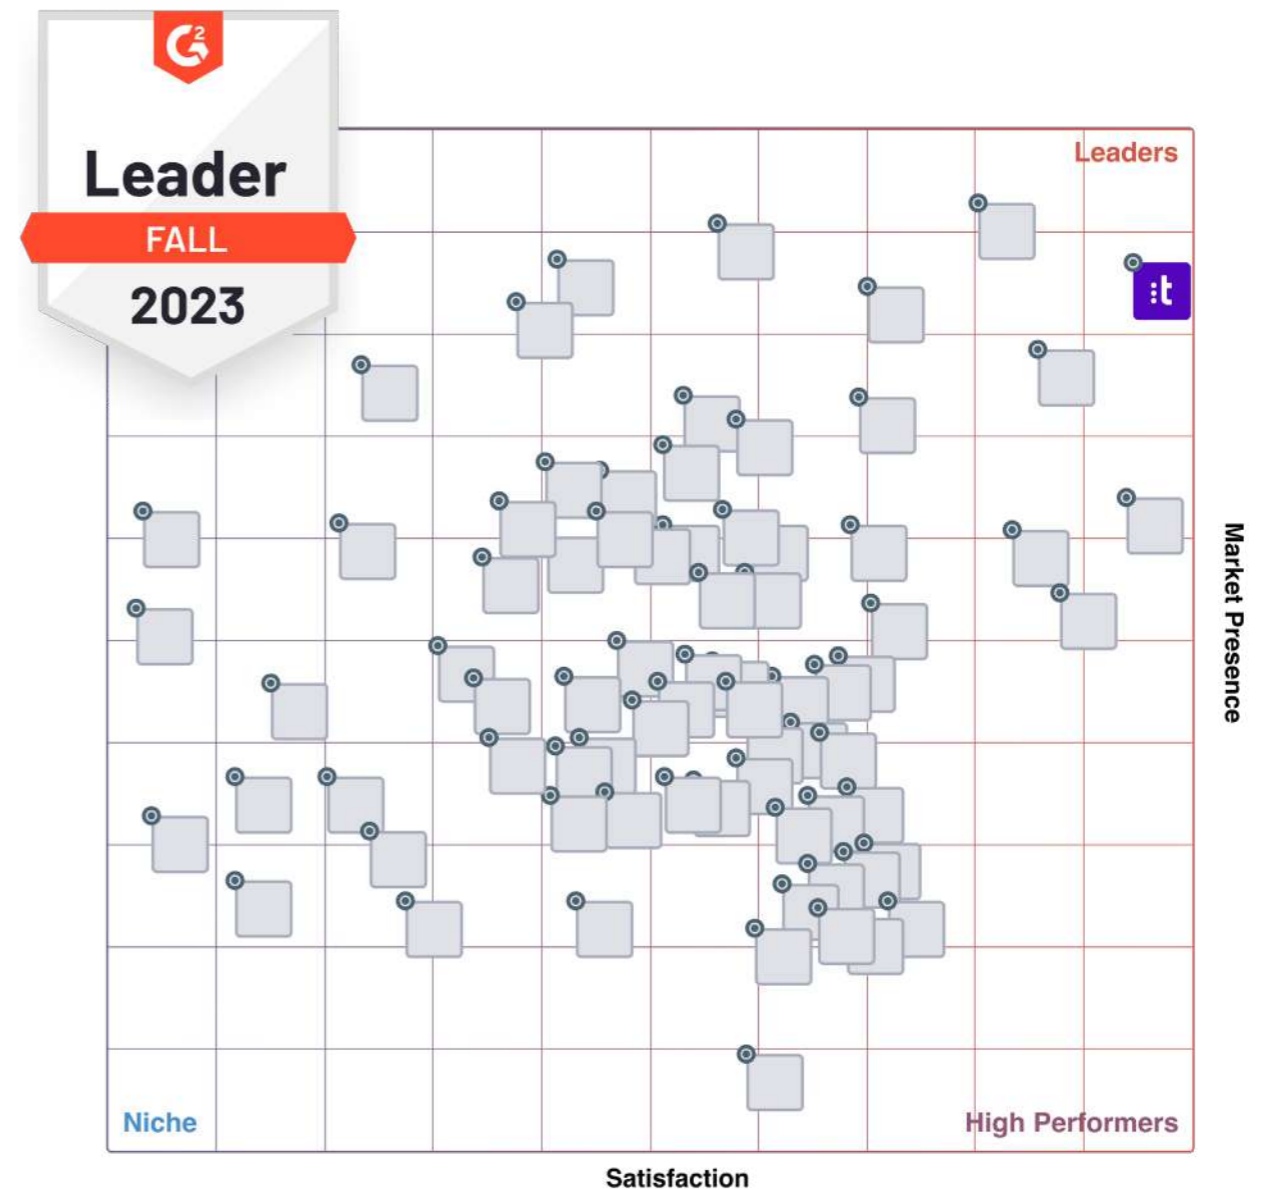 G2
Leader
FALL
2023
Leaders
:t
Market Presence
Niche
High Performers
Satisfaction